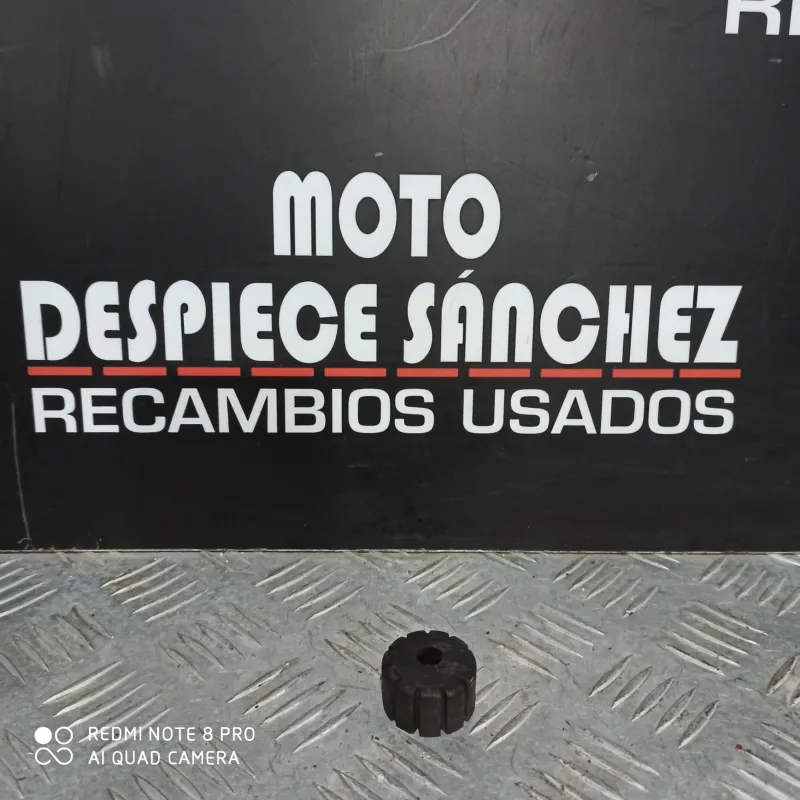 MOTO
DESPIECE SÁNCHEZ
RECAMBIOS USADOS
REDMI NOTE 8 PRO
AI QUAD CAMERA